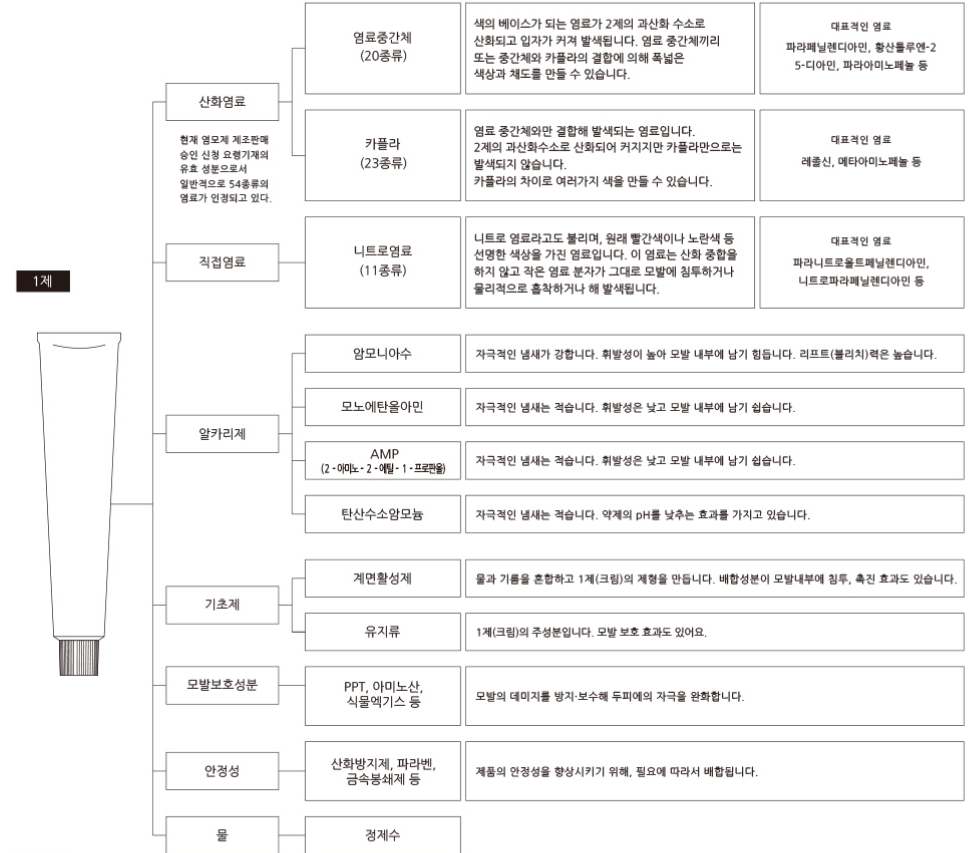 1제
산화염료
현재 염모제 제조판매
승인 신청 요령기재의
유효 성분으로서
일반적으로 54종류의
염료가 인정되고 있다.
염료중간체
(20종류)
색의 베이스가 되는 염료가 2제의 과산화 수소로
산화되고 입자가 커져 발색됩니다. 염료 중간체끼리
또는 중간체와 카플라의 결합에 의해 폭넓은
색상과 채도를 만들 수 있습니다.
대표적인 염료
파라페닐렌디아민, 황산톨루엔-2
5-디아민, 파라아미노페놀 등
카플라
(23종류)
염료 중간체와만 결합해 발색되는 염료입니다.
2제의 과산화수소로 산화되어 커지지만 카플라만으로는
발색되지 않습니다.
카플라의 차이로 여러가지 색을 만들 수 있습니다.
대표적인 염료
레졸신, 메타아미노페놀 등
직접염료
니트로염료
(11종류)
니트로 염료라고도 불리며, 원래 빨간색이나 노란색 등
선명한 색상을 가진 염료입니다. 이 염료는 산화 중합을
하지 않고 작은 염료 분자가 그대로 모발에 침투하거나
물리적으로 흡착하거나 해 발색됩니다.
대표적인 염료
파라니트로올트페닐렌디아민,
니트로파라페닐렌디아민 등
알카리제
암모니아수
자극적인 냄새가 강합니다. 휘발성이 높아 모발 내부에 남기 힘듭니다. 리프트(블리치)력은 높습니다.
모노에탄올아민
자극적인 냄새는 적습니다. 휘발성은 낮고 모발 내부에 남기 쉽습니다.
AMP
(2 - 아미노 - 2 - 에틸 - 1 - 프로판올)
자극적인 냄새는 적습니다. 휘발성은 낮고 모발 내부에 남기 쉽습니다.
탄산수소암모늄
자극적인 냄새는 적습니다. 약제의 pH를 낮추는 효과를 가지고 있습니다.
기초제
계면활성제
물과 기름을 혼합하고 1제(크림)의 제형을 만듭니다. 배합성분이 모발내부에 침투, 촉진 효과도 있습니다.
유지류
1제(크림)의 주성분입니다. 모발 보호 효과도 있어요.
모발보호성분
PPT, 아미노산,
식물엑기스 등
모발의 데미지를 방지·보수해 두피에의 자극을 완화합니다.
안정성
산화방지제, 파라벤,
금속봉쇄제 등
제품의 안정성을 향상시키기 위해, 필요에 따라서 배합됩니다.
물
정제수